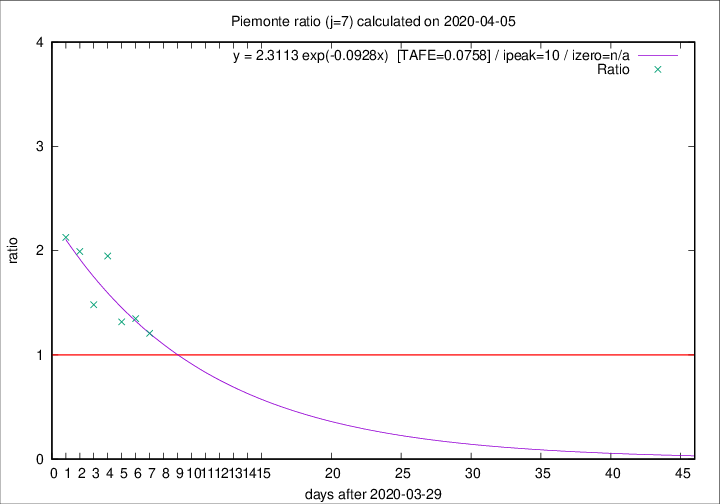 Piemonte ratio (j=7) calculated on 2020-04-05
y = 2.3113 exp(-0.0928x)  [TAFE=0.0758] / ipeak=10 / izero=n/a
Ratio
4
3
2
1
0
ratio
0 1 2 3 4 5 6 7 8 9 10 11 12 13 14 15 20 25 30 35 40 45
days after 2020-03-29